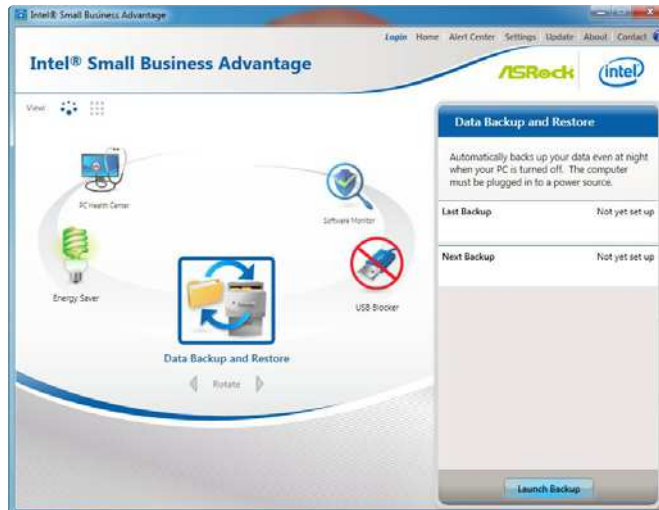 Intel® Small Business Advantage
Login Home Alert Center Settings Update About Contact
Intel® Small Business Advantage
ASRock
intel
View
Data Backup and Restore
Automatically backs up your data even at night
when your PC is turned off. The computer
must be plugged in to a power source.
Last Backup Not yet set up
Next Backup Not yet set up
PC Heath Center
Software Monitor
Energy Saver
USB Blocker
Data Backup and Restore
Rotate
Launch Backup